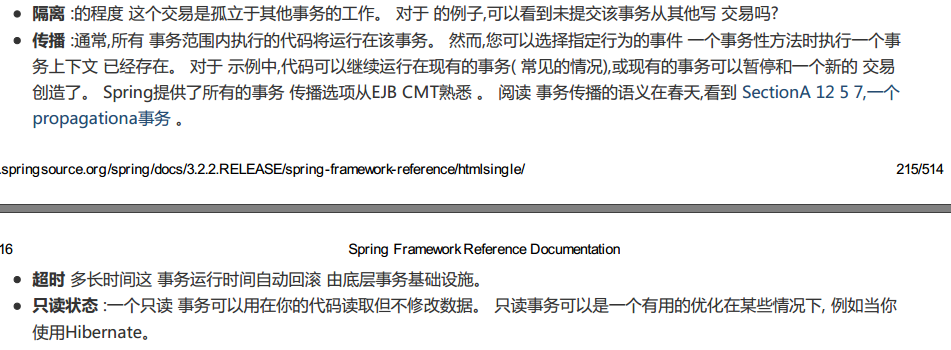 隔离 :的程度 这个交易是孤立于其他事务的工作。 对于 的例子,可以看到未提交该事务从其他写 交易吗?
传播 :通常,所有 事务范围内执行的代码将运行在该事务。 然而,您可以选择指定行为的事件 一个事务性方法时执行一个事
务上下文 已经存在。 对于 示例中,代码可以继续运行在现有的事务( 常见的情况),或现有的事务可以暂停和一个新的 交易
创造了。 Spring提供了所有的事务 传播选项从EJB CMT熟悉 。 阅读 事务传播的语义在春天,看到 SectionA 12 5 7,一个
propagationa事务 。
.springsource.org/spring/docs/3.2.2.RELEASE/spring-framework-reference/htmlsingle/ 215/514
16 Spring Framework Reference Documentation
超时 多长时间这 事务运行时间自动回滚 由底层事务基础设施。
只读状态 :一个只读 事务可以用在你的代码读取但不修改数据。 只读事务可以是一个有用的优化在某些情况下, 例如当你
使用Hibernate。